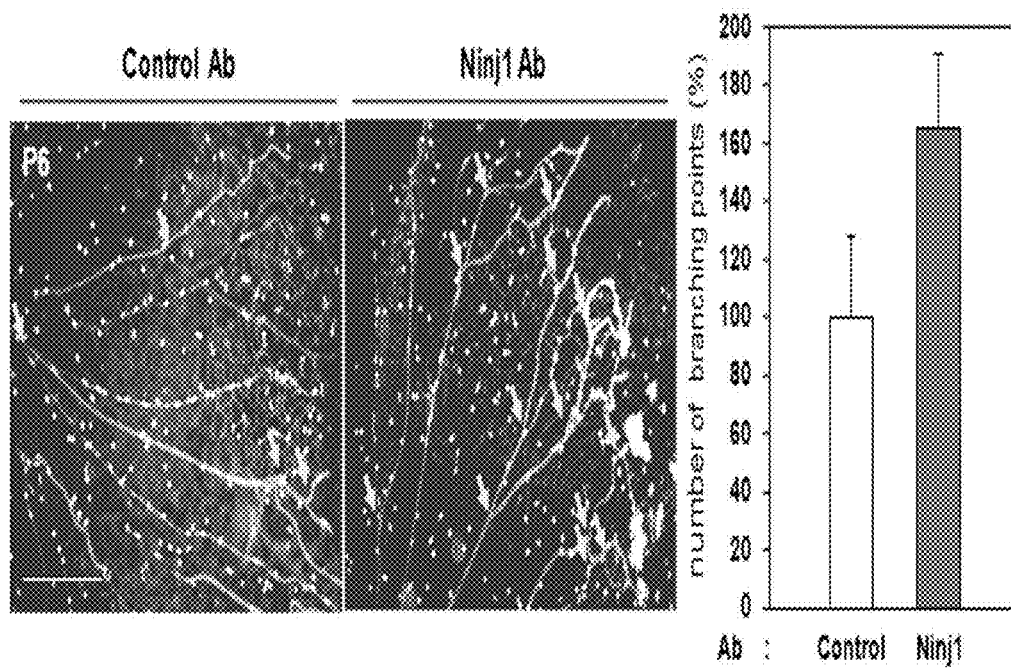 Control Ab
Ninj1 Ab
P6
number of branching points (%)
200
180
160
140
120
100
80
60
40
20
0
Ab : Control Ninj1